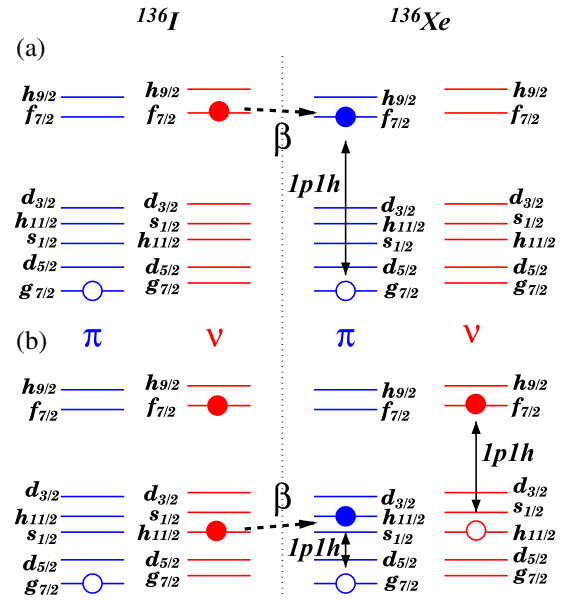 136I 136Xe
(a)
h9/2 h9/2 h9/2 h9/2
f7/2 f7/2 f7/2 f7/2
β
1p1h
d3/2 d3/2 d3/2 d3/2
h11/2 s1/2 h11/2 s1/2
s1/2 h11/2 s1/2 h11/2
d5/2 d5/2 d5/2 d5/2
g7/2 g7/2 g7/2 g7/2
(b) π ν π ν
h9/2 h9/2 h9/2 h9/2
f7/2 f7/2 f7/2 f7/2
1p1h
d3/2 d3/2 β d3/2 d3/2
h11/2 s1/2 h11/2 s1/2
s1/2 h11/2 s1/2 h11/2
1p1h
d5/2 d5/2 d5/2 d5/2
g7/2 g7/2 g7/2 g7/2